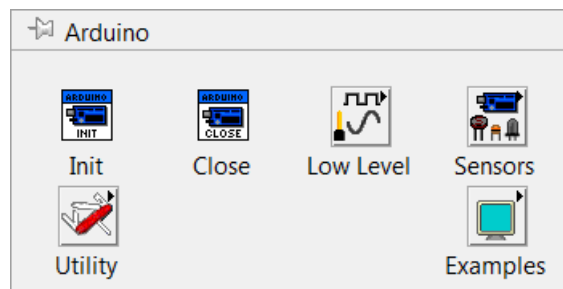 Arduino
ARDUINO
INIT
ARDUINO
CLOSE
Init
Close
Low Level
Sensors
Utility
Examples